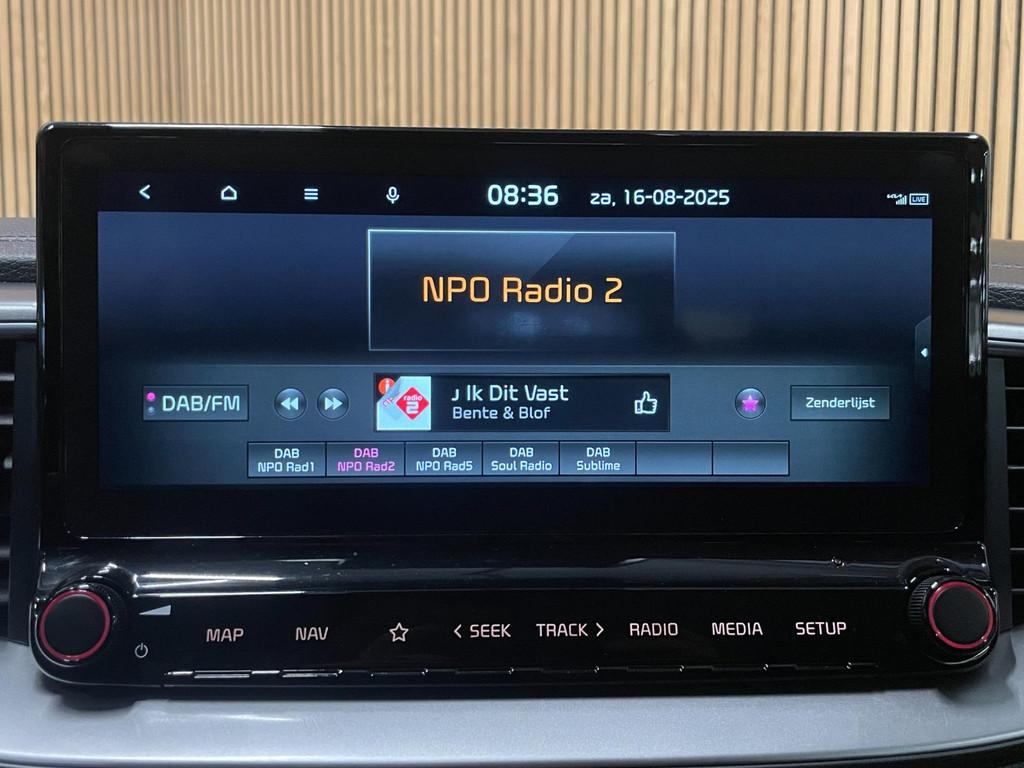 08:36 za, 16-08-2025 LIVE
NPO Radio 2
DAB/FM
radio
2
Ik Dit Vast
Bente & Blof
Zenderlijst
DAB
NPO Rad1
DAB
NPO Rad2
DAB
NPO Rad5
DAB
Soul Radio
DAB
Sublime
MAP NAV < SEEK TRACK > RADIO MEDIA SETUP